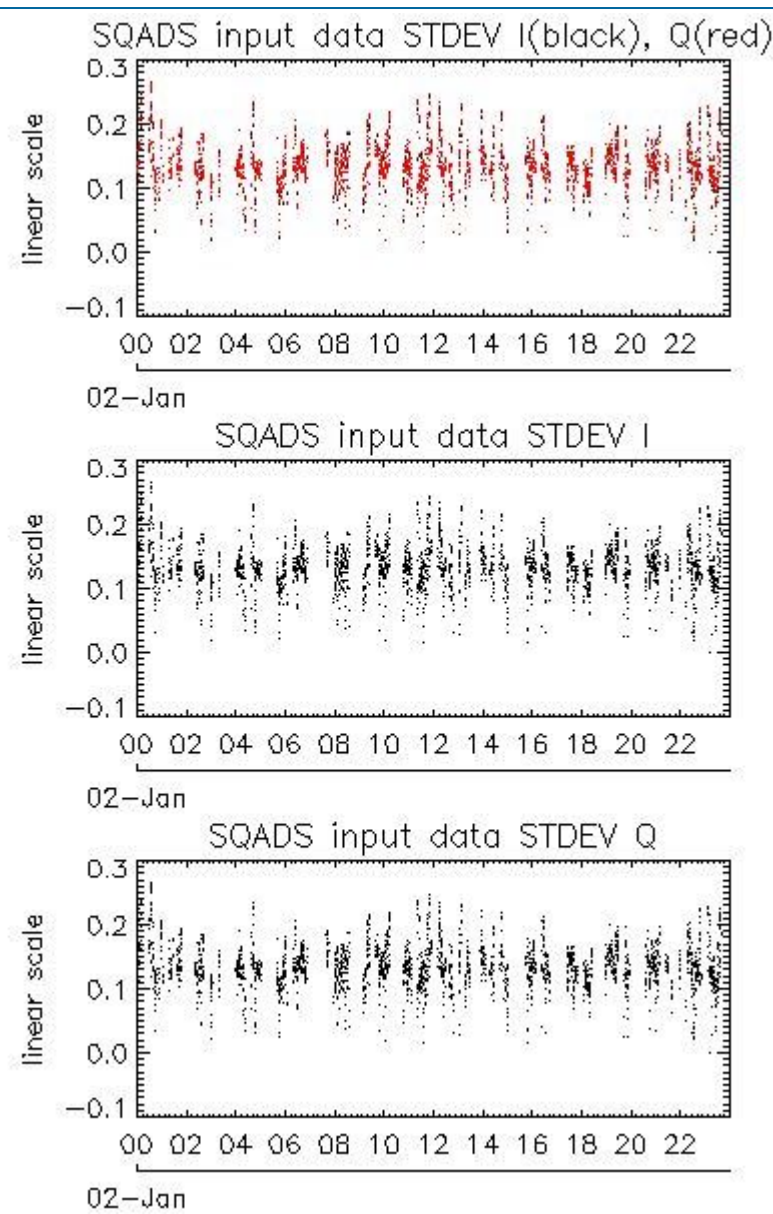 SQADS input data STDEV I(black), Q(red)
0.3
0.2
0.1
0.0
−0.1
linear scale
00 02 04 06 08 10 12 14 16 18 20 22
02−Jan
SQADS input data STDEV I
0.3
0.2
0.1
0.0
−0.1
linear scale
00 02 04 06 08 10 12 14 16 18 20 22
02−Jan
SQADS input data STDEV Q
0.3
0.2
0.1
0.0
−0.1
linear scale
00 02 04 06 08 10 12 14 16 18 20 22
02−Jan